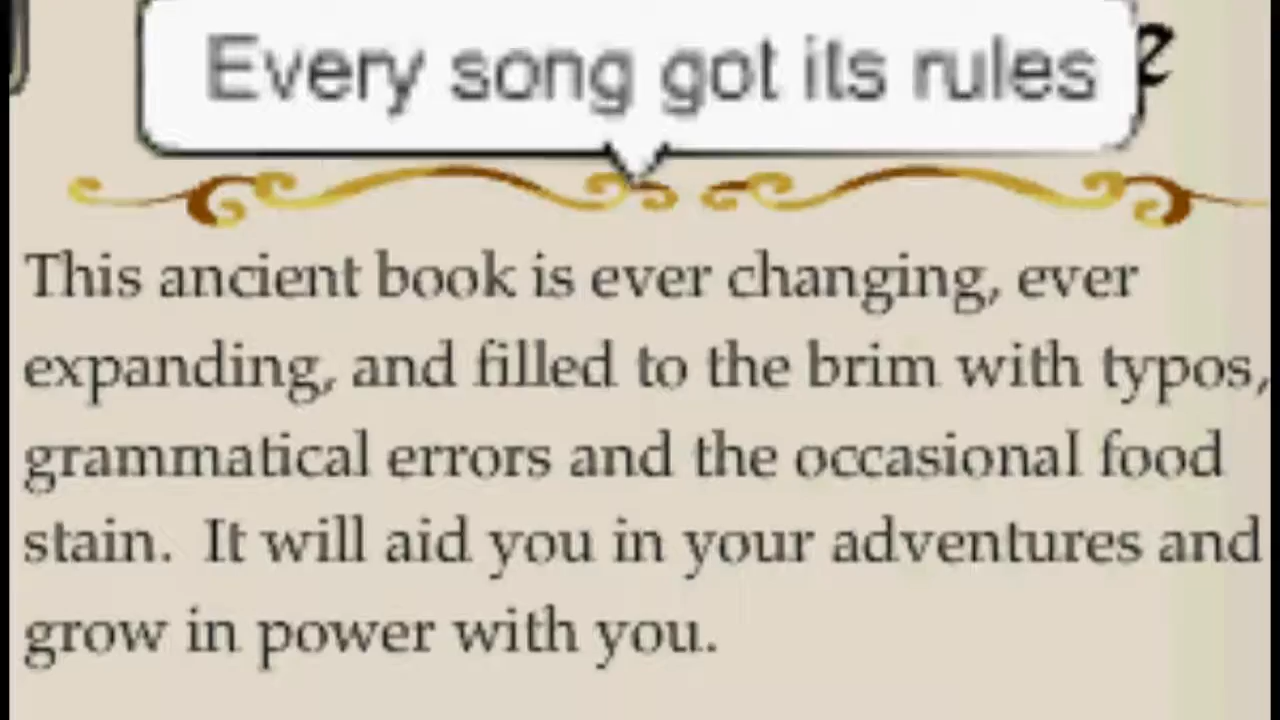 Every song got its rules
This ancient book is ever changing, ever
expanding, and filled to the brim with typos,
grammatical errors and the occasional food
stain. It will aid you in your adventures and
grow in power with you.